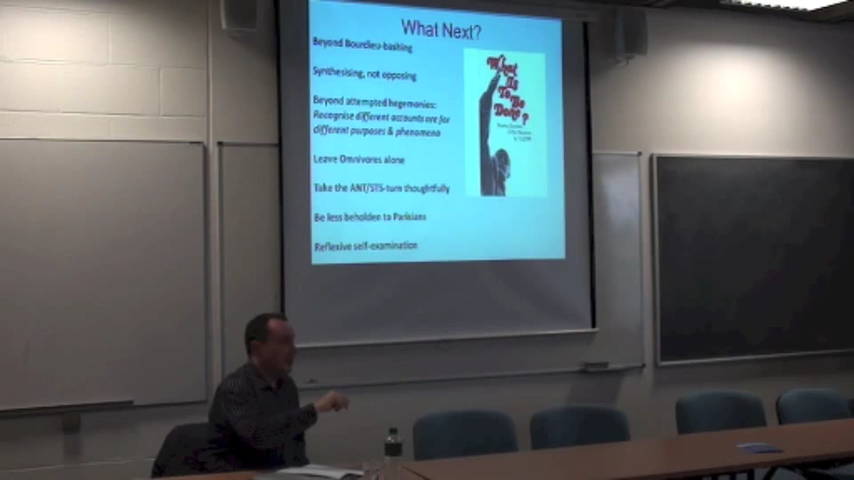 What Next?
Beyond Bourdieu-bashing
Synthesising, not opposing
Beyond attempted hegemonies:
Recognise different accounts are for
different purposes & phenomena
Leave Omnivores alone
Take the ANT/STS-turn thoughtfully
Be less beholden to Parisians
Reflexive self-examination
What
Is
To
Be
Done?